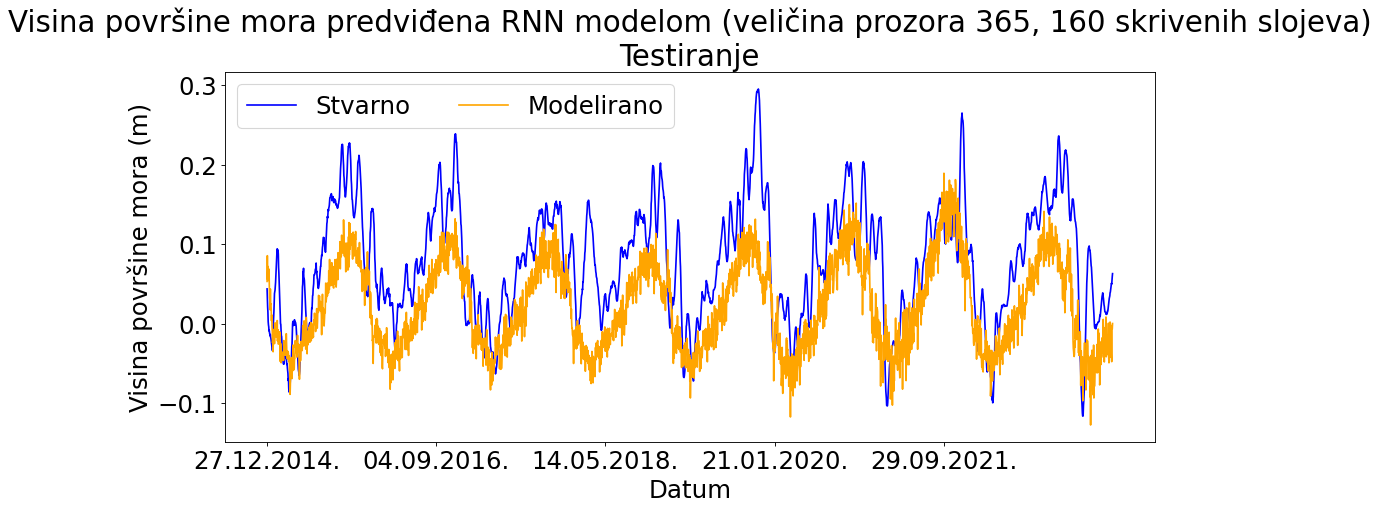 Visina površine mora predviđena RNN modelom (veličina prozora 365, 160 skrivenih slojeva)
Testiranje
Stvarno
Modelirano
Visina površine mora (m)
0.3
0.2
0.1
0.0
−0.1
27.12.2014.
04.09.2016.
14.05.2018.
21.01.2020.
29.09.2021.
Datum